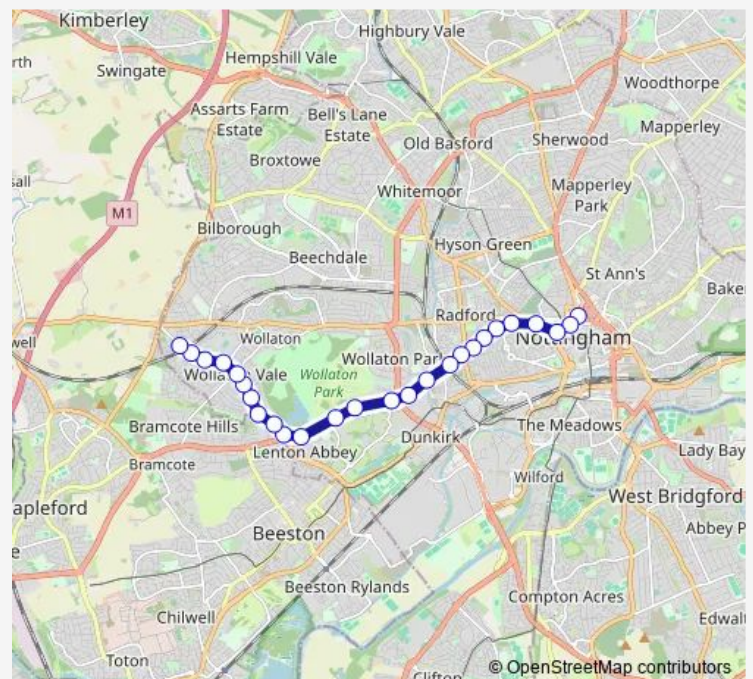 Kimberley
Highbury Vale
Swingate
Hempshill Vale
Woodthorpe
Assarts Farm
Estate
Bell's Lane
Estate
Mapperley
Old Basford
Sherwood
Broxtowe
Whitemoor
Mapperley
Park
M1
Bilborough
Hyson Green
Beechdale
St Ann's
Radford
Wollaton
Nottingham
Wollaton Park
Wollaton
Park
Bramcote Hills
Dunkirk
The Meadows
Bramcote
Lenton Abbey
Lady Bay
Wilford
West Bridgford
Beeston
Beeston Rylands
Compton Acres
Chilwell
Toton
Clifton
© OpenStreetMap contributors